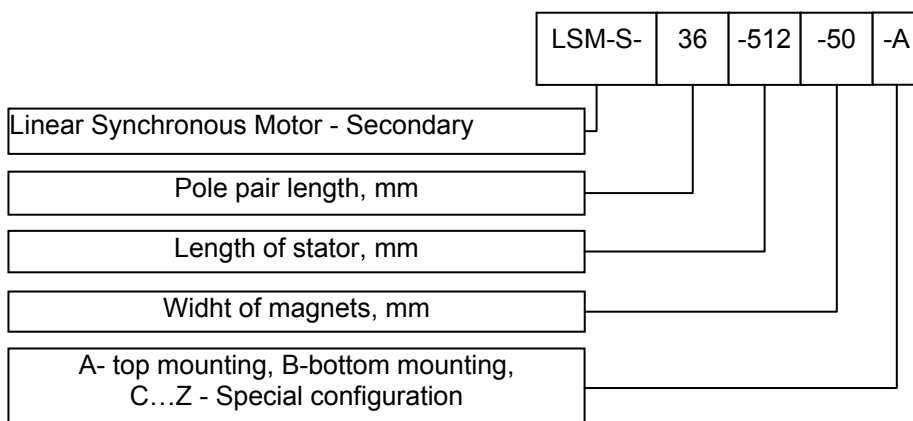 LSM-S- 36 -512 -50 -A
Linear Synchronous Motor - Secondary
Pole pair length, mm
Length of stator, mm
Widht of magnets, mm
A- top mounting, B-bottom mounting,
C…Z - Special configuration